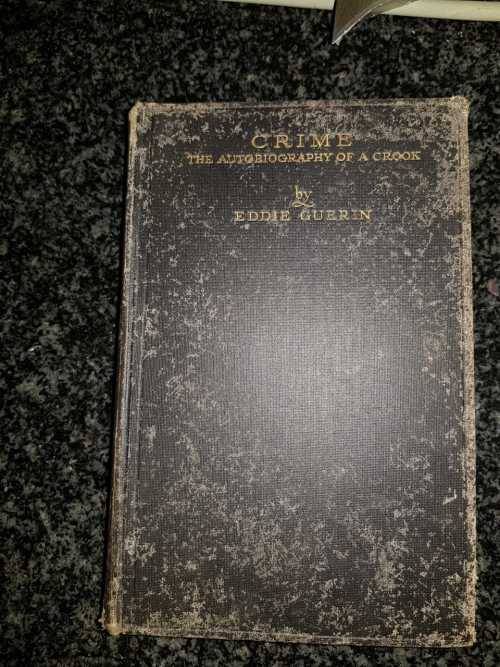 CRIME
THE AUTOBIOGRAPHY OF A CROOK
by
EDDIE GUERIN